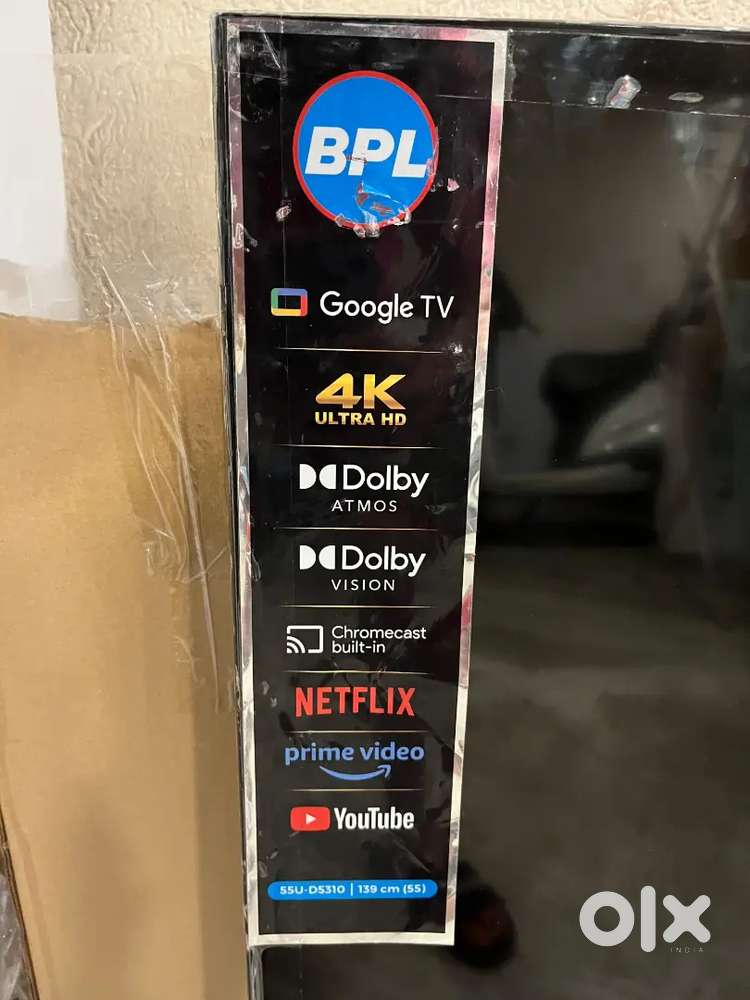 BPL
Google TV
4K
ULTRA HD
Dolby
ATMOS
Dolby
VISION
Chromecast
built-in
NETFLIX
prime video
YouTube
55U-D5310 | 139 cm (55)
olx
INDIA